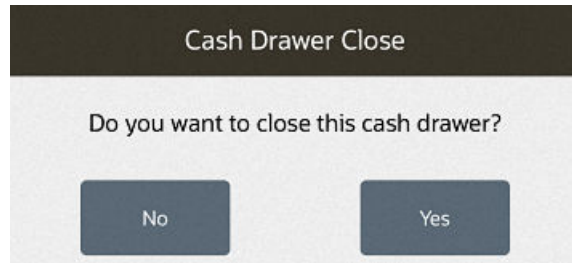 Cash Drawer Close
Do you want to close this cash drawer?
No
Yes